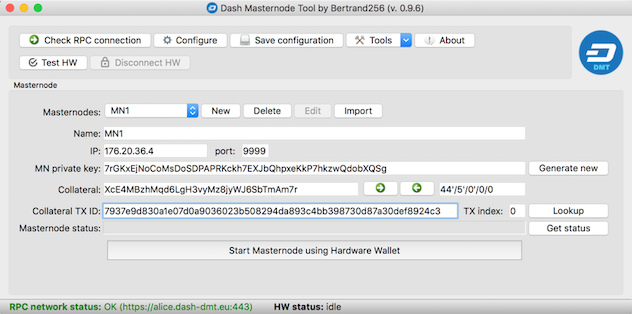 Dash Masternode Tool by Bertrand256 (v. 0.9.6)
Check RPC connection Configure Save configuration Tools About
Test HW Disconnect HW
DMT
Masternode
Masternodes: MN1 New Delete Edit Import
Name: MN1
IP: 176.20.36.4 port: 9999
MN private key: 7rGKxEjNoCoMsDoSDPAPRKckh7EXJbQhpxeKkP7hkzwQdobXQSg Generate new
Collateral: XcE4MBzhMqd6LgH3vyMz8jyWJ6SbTmAm7r 44'/5'/0'/0/0
Collateral TX ID: 7937e9d830a1e07d0a9036023b508294da893c4bb398730d87a30def8924c3 TX index: 0 Lookup
Masternode status: Get status
Start Masternode using Hardware Wallet
RPC network status: OK (https://alice.dash-dmt.eu:443) HW status: idle